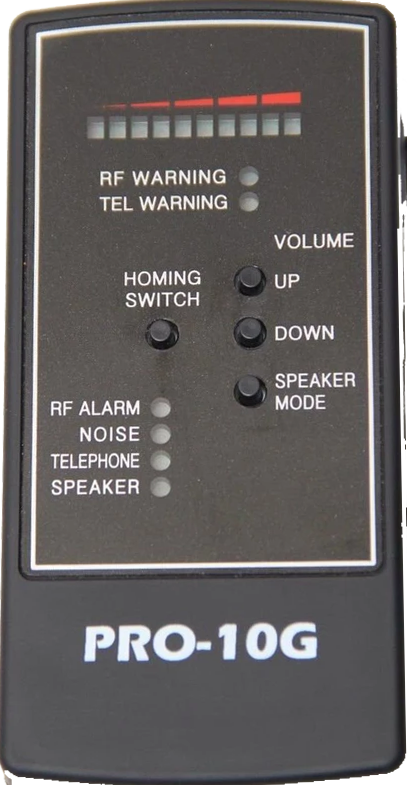 RF WARNING
TEL WARNING
VOLUME
HOMING
SWITCH
UP
DOWN
SPEAKER
MODE
RF ALARM
NOISE
TELEPHONE
SPEAKER
PRO-10G